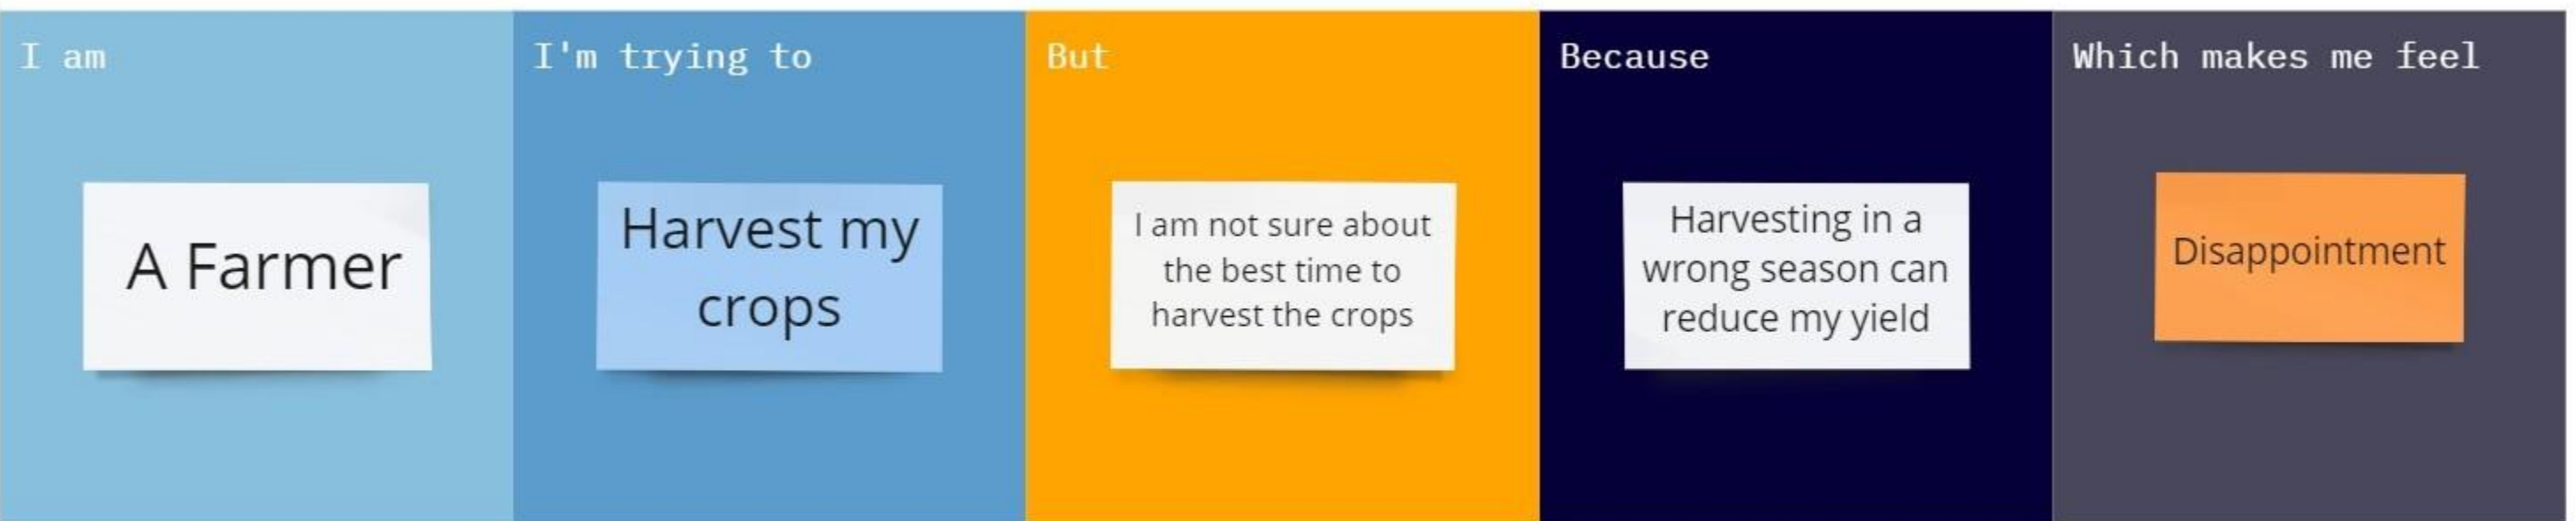 I am
A Farmer
I'm trying to
Harvest my
crops
But
I am not sure about
the best time to
harvest the crops
Because
Harvesting in a
wrong season can
reduce my yield
Which makes me feel
Disappointment